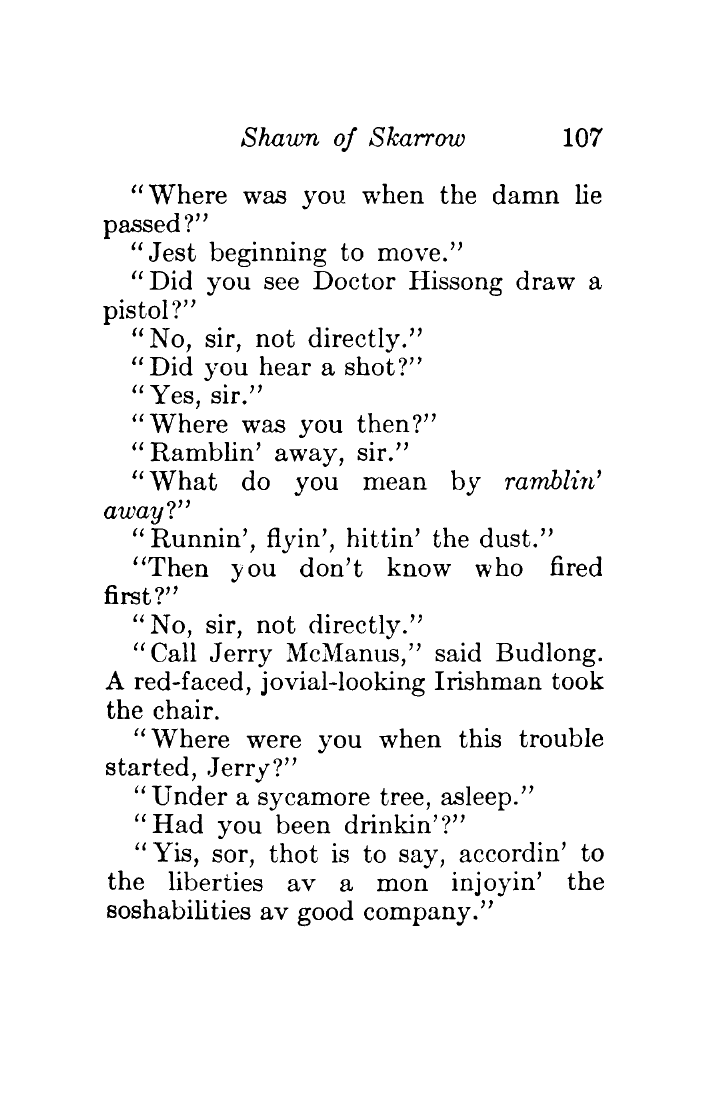 Shawn of Skarrow 107
"Where was you when the damn lie
passed?"
"Jest beginning to move."
"Did you see Doctor Hissong draw a
pistol?"
"No, sir, not directly."
"Did you hear a shot?"
"Yes, sir."
"Where was you then?"
"Ramblin' away, sir."
"What do you mean by ramblin'
away?"
"Runnin', flyin', hittin' the dust."
"Then you don't know who fired
first?"
"No, sir, not directly."
"Call Jerry McManus," said Budlong.
A red-faced, jovial-looking Irishman took
the chair.
"Where were you when this trouble
started, Jerry?"
"Under a sycamore tree, asleep."
"Had you been drinkin'?"
"Yis, sor, thot is to say, accordin' to
the liberties av a mon injoyin' the
soshabilities av good company."